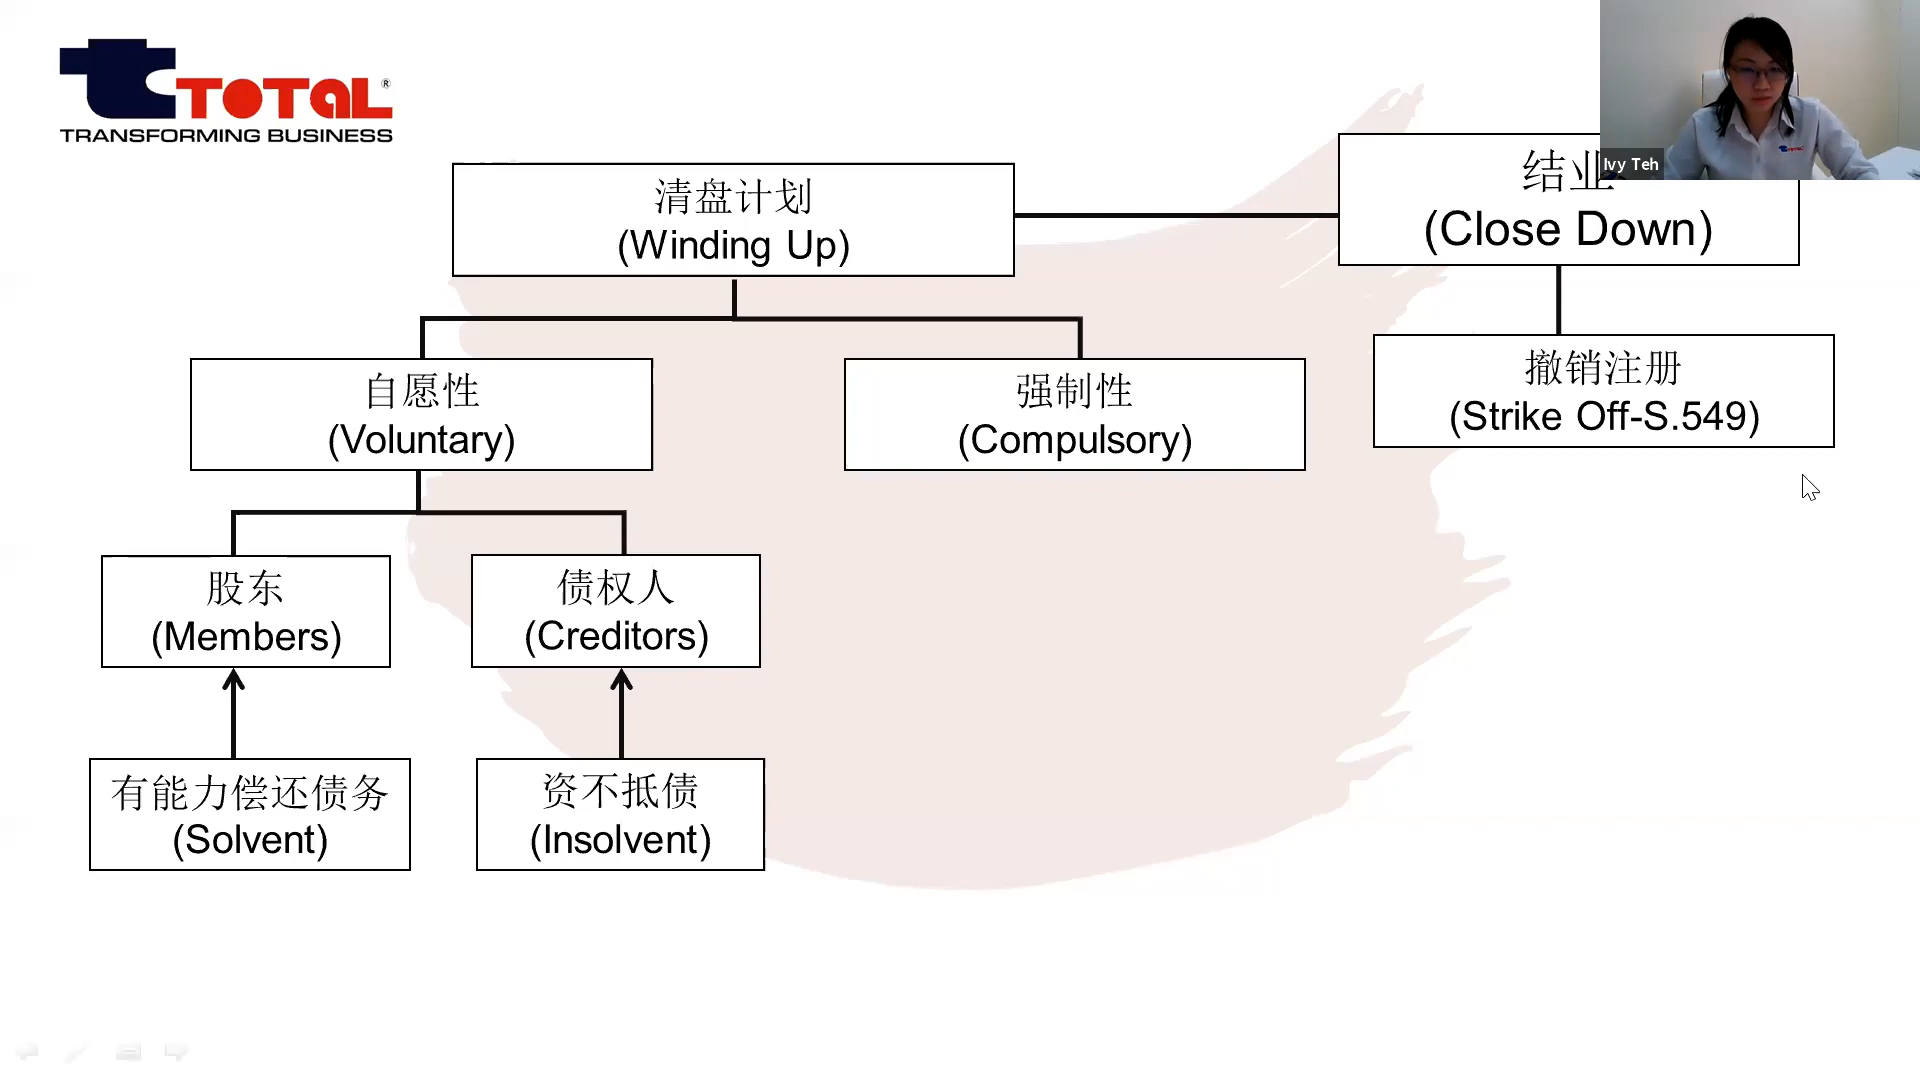 TOTAL®
TRANSFORMING BUSINESS
Ivy Teh
结业
(Close Down)
清盘计划
(Winding Up)
撤销注册
(Strike Off-S.549)
自愿性
(Voluntary)
强制性
(Compulsory)
股东
(Members)
债权人
(Creditors)
有能力偿还债务
(Solvent)
资不抵债
(Insolvent)